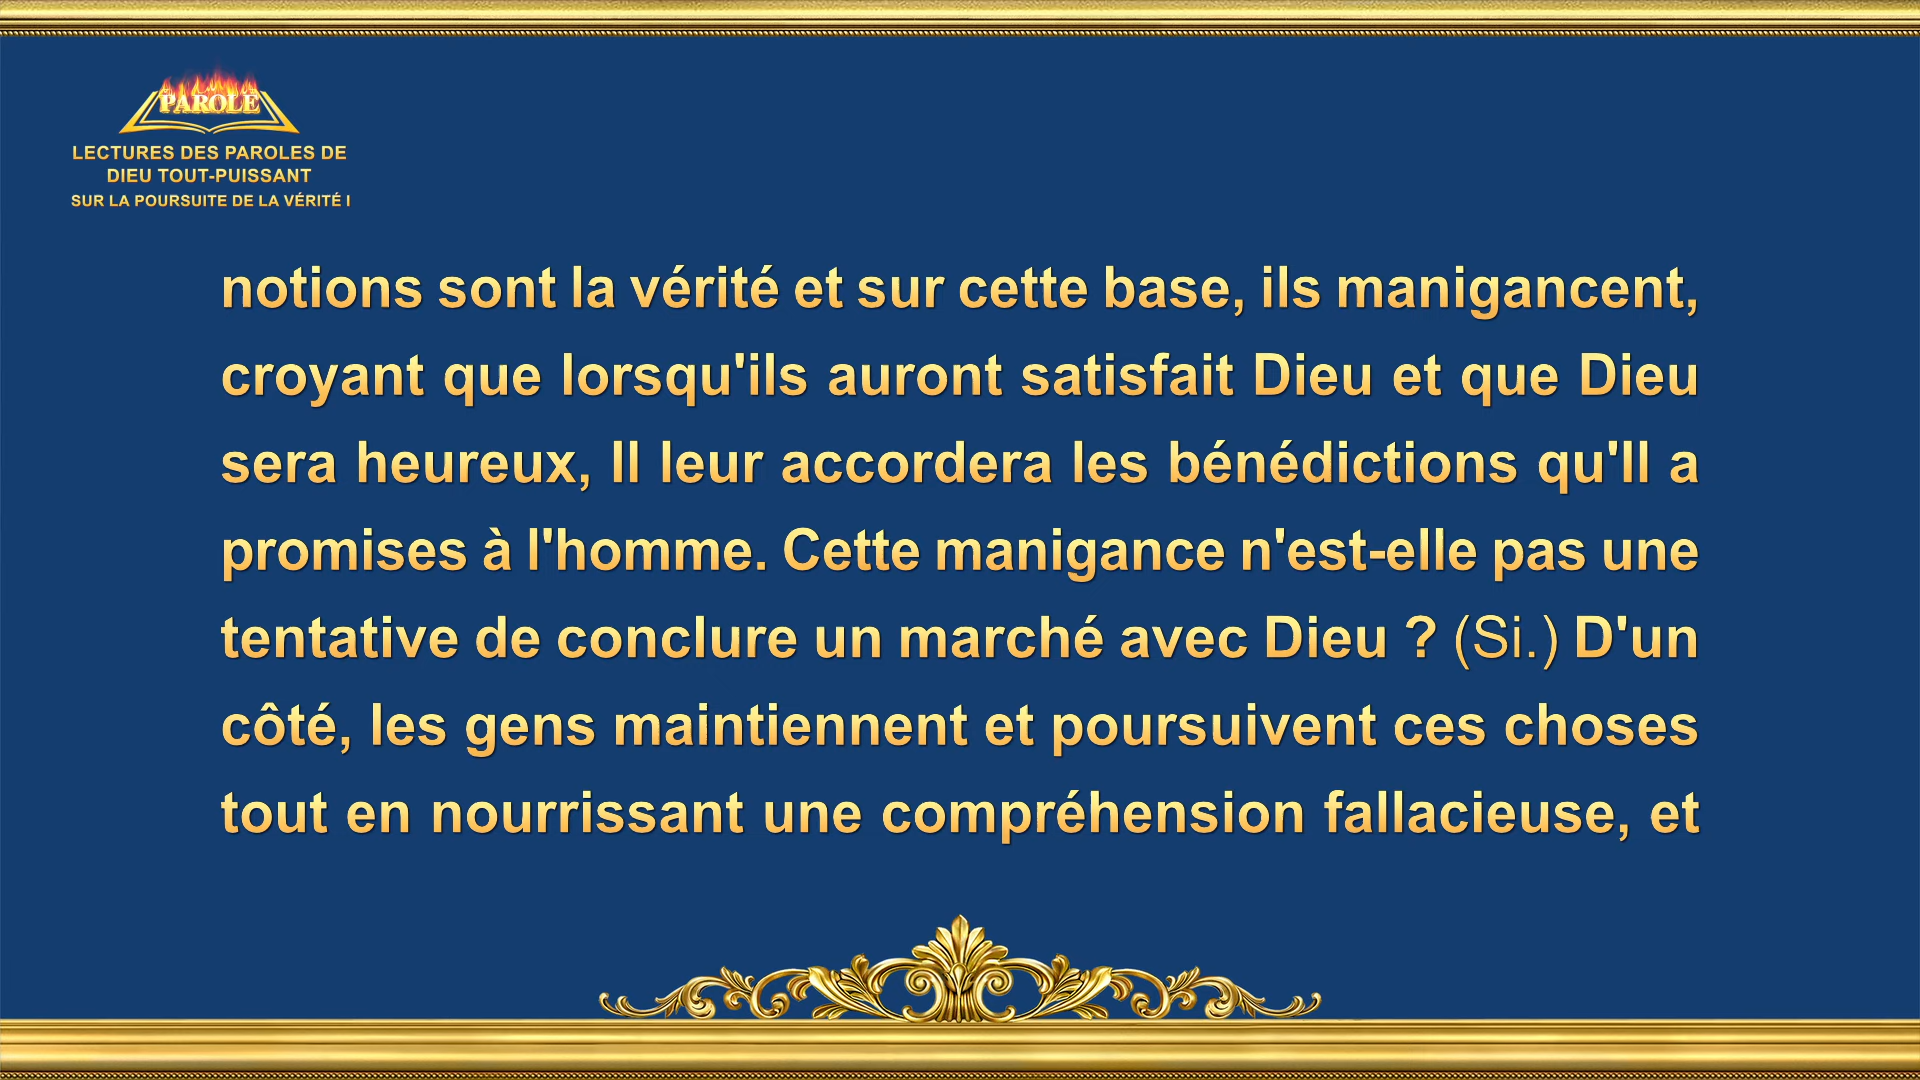 PAROLE
LECTURES DES PAROLES DE
DIEU TOUT-PUISSANT
SUR LA POURSUITE DE LA VÉRITÉ I
notions sont la vérité et sur cette base, ils manigancent,
croyant que lorsqu'ils auront satisfait Dieu et que Dieu
sera heureux, Il leur accordera les bénédictions qu'Il a
promises à l'homme. Cette manigance n'est-elle pas une
tentative de conclure un marché avec Dieu ? (Si.) D'un
côté, les gens maintiennent et poursuivent ces choses
tout en nourrissant une compréhension fallacieuse, et